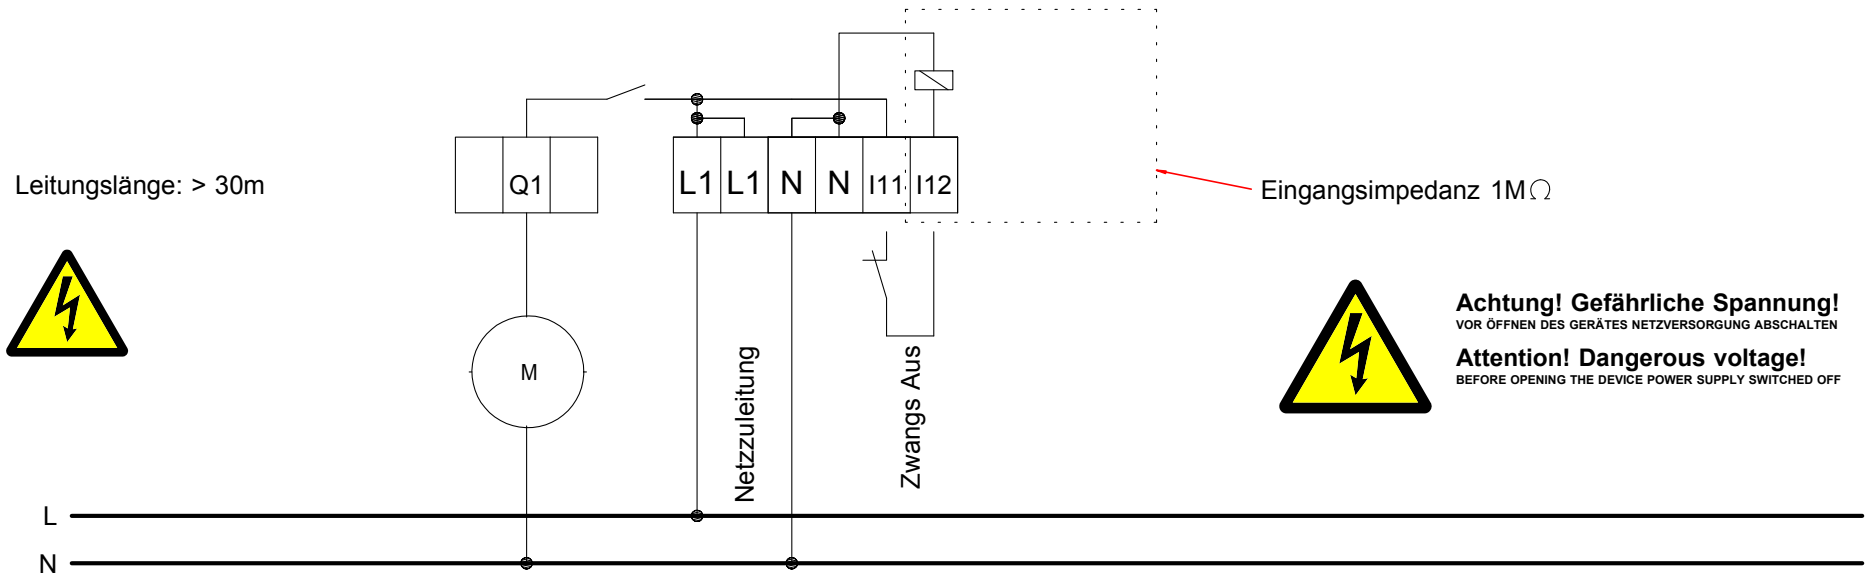 Q1
L1 L1 N N I11 I12
Leitungslänge: > 30m
Eingangsimpedanz 1MΩ
M
Netzzuleitung
Zwangs Aus
Achtung! Gefährliche Spannung!
VOR ÖFFNEN DES GERÄTES NETZVERSORGUNG ABSCHALTEN
Attention! Dangerous voltage!
BEFORE OPENING THE DEVICE POWER SUPPLY SWITCHED OFF
L
N